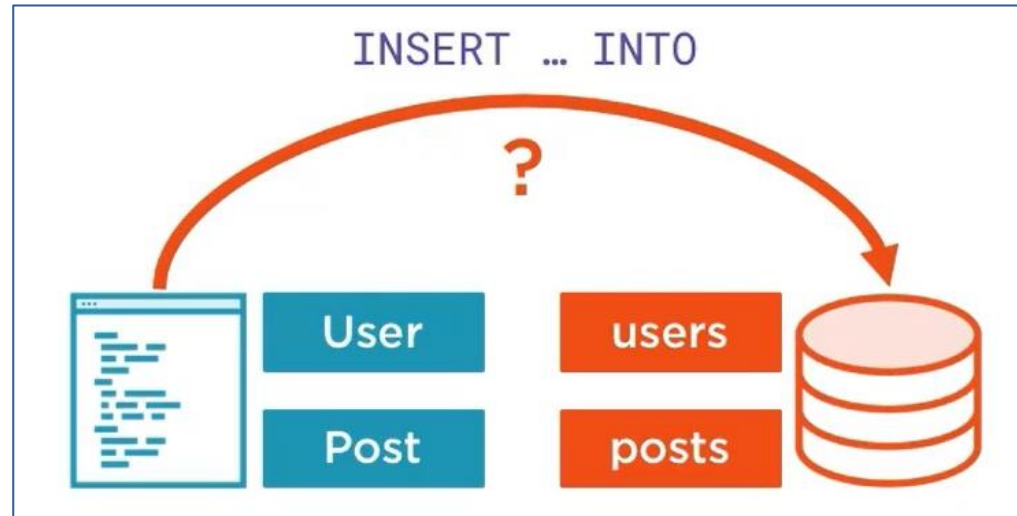 INSERT … INTO
?
User
users
Post
posts